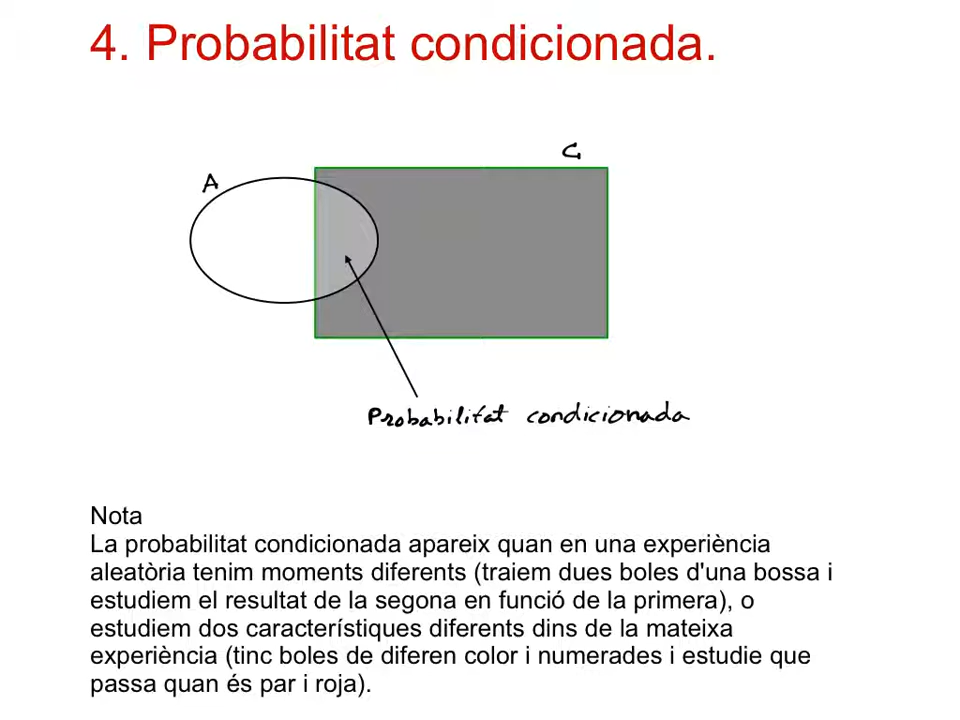 4. Probabilitat condicionada.
A
Probabilitat condicionada
Nota
La probabilitat condicionada apareix quan en una experiència
aleatòria tenim moments diferents (traiem dues boles d'una bossa i
estudiem el resultat de la segona en funció de la primera), o
estudiem dos característiques diferents dins de la mateixa
experiència (tinc boles de diferen color i numerades i estudie que
passa quan és par i roja).